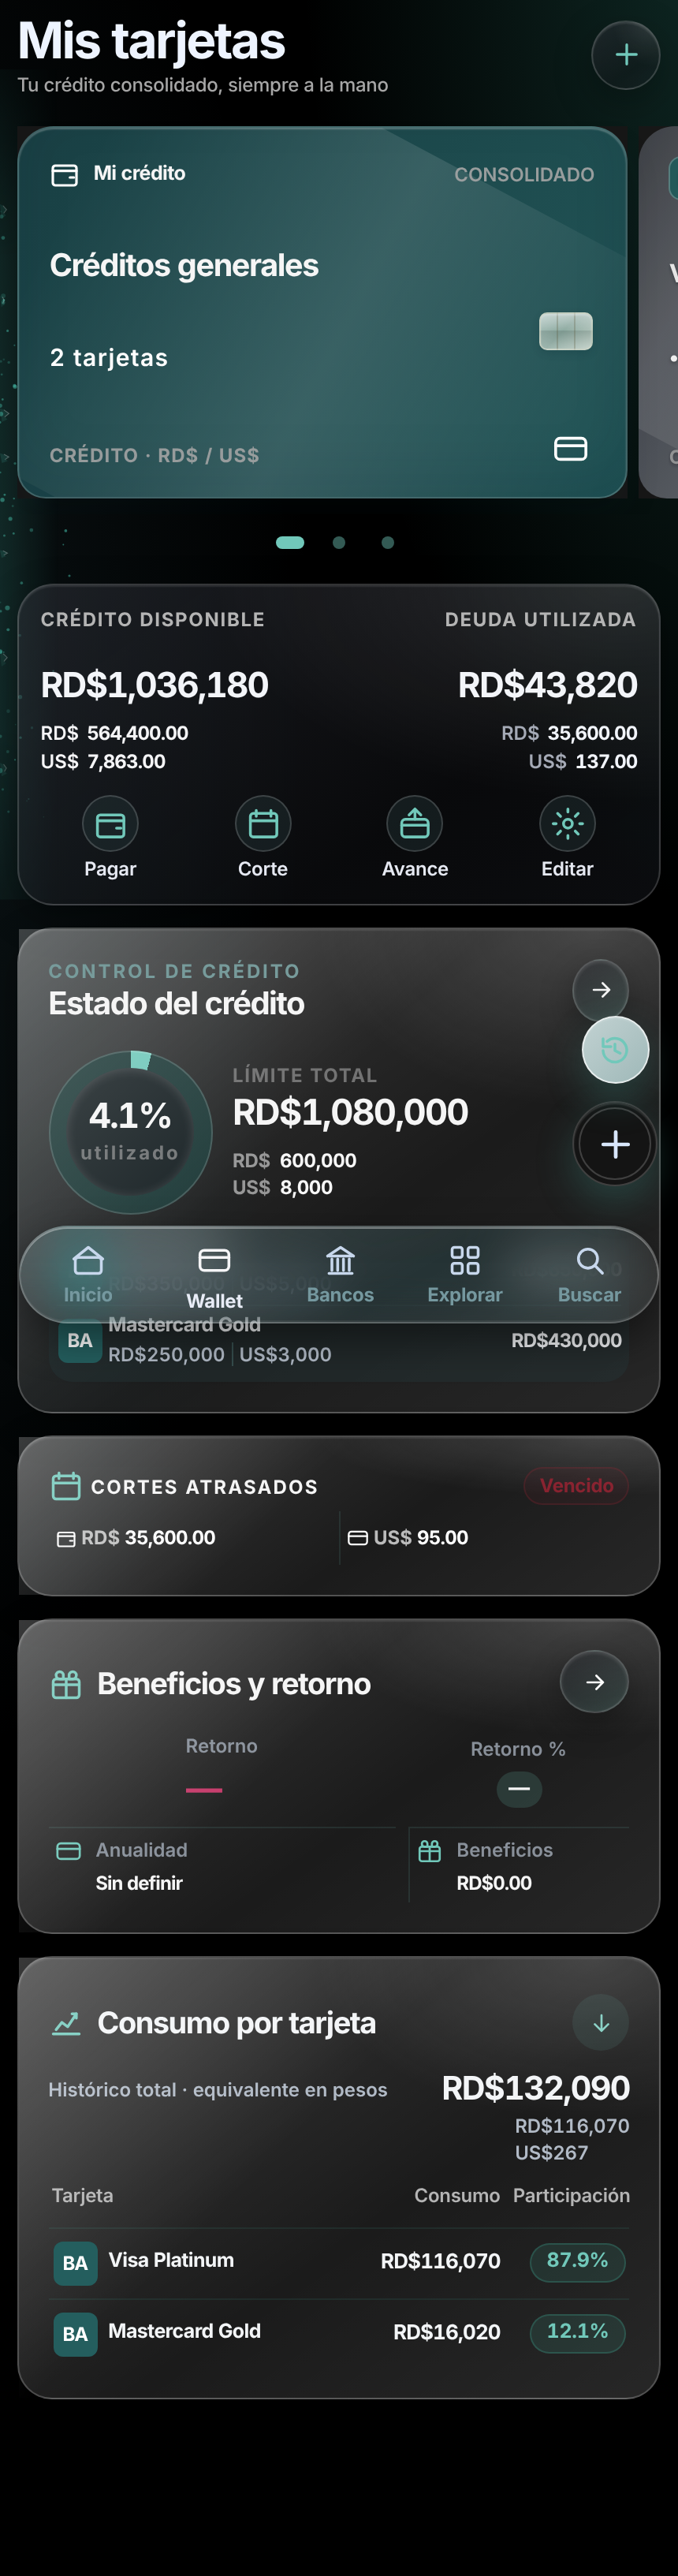 Mis tarjetas
Tu crédito consolidado, siempre a la mano
Mi crédito
CONSOLIDADO
Créditos generales
2 tarjetas
CRÉDITO · RD$ / US$
CRÉDITO DISPONIBLE
DEUDA UTILIZADA
RD$1,036,180
RD$43,820
RD$ 564,400.00
RD$ 35,600.00
US$ 7,863.00
US$ 137.00
Pagar
Corte
Avance
Editar
CONTROL DE CRÉDITO
Estado del crédito
4.1%
utilizado
LÍMITE TOTAL
RD$1,080,000
RD$ 600,000
US$ 8,000
RD$350,000 US$5,000
Inicio
Wallet
Bancos
Explorar
Buscar
BA
Mastercard Gold
RD$250,000 US$3,000
RD$430,000
CORTES ATRASADOS
Vencido
RD$ 35,600.00
US$ 95.00
Beneficios y retorno
Retorno
Retorno %
—
—
Anualidad
Sin definir
Beneficios
RD$0.00
Consumo por tarjeta
Histórico total · equivalente en pesos
RD$132,090
RD$116,070
US$267
Tarjeta
Consumo
Participación
BA
Visa Platinum
RD$116,070
87.9%
BA
Mastercard Gold
RD$16,020
12.1%